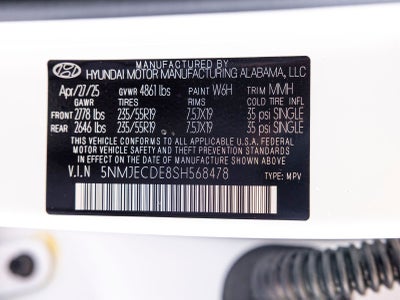 MANUFACTURED BY
HYUNDAI MOTOR MANUFACTURING ALABAMA, LLC
Apr/27/25 GVWR 4861 lbs PAINT W6H TRIM MMH
GAWR TIRES RIMS COLD TIRE INFL.
FRONT 2778 lbs 235/55R19 7.5JX19 35 psi SINGLE
REAR 2646 lbs 235/55R19 7.5JX19 35 psi SINGLE
THIS VEHICLE CONFORMS TO ALL APPLICABLE U.S.A. FEDERAL
MOTOR VEHICLE SAFETY AND THEFT PREVENTION STANDARDS
IN EFFECT ON THE DATE OF MANUFACTURE SHOWN ABOVE.
V.I.N 5NMJECDE8SH568478 TYPE: MPV